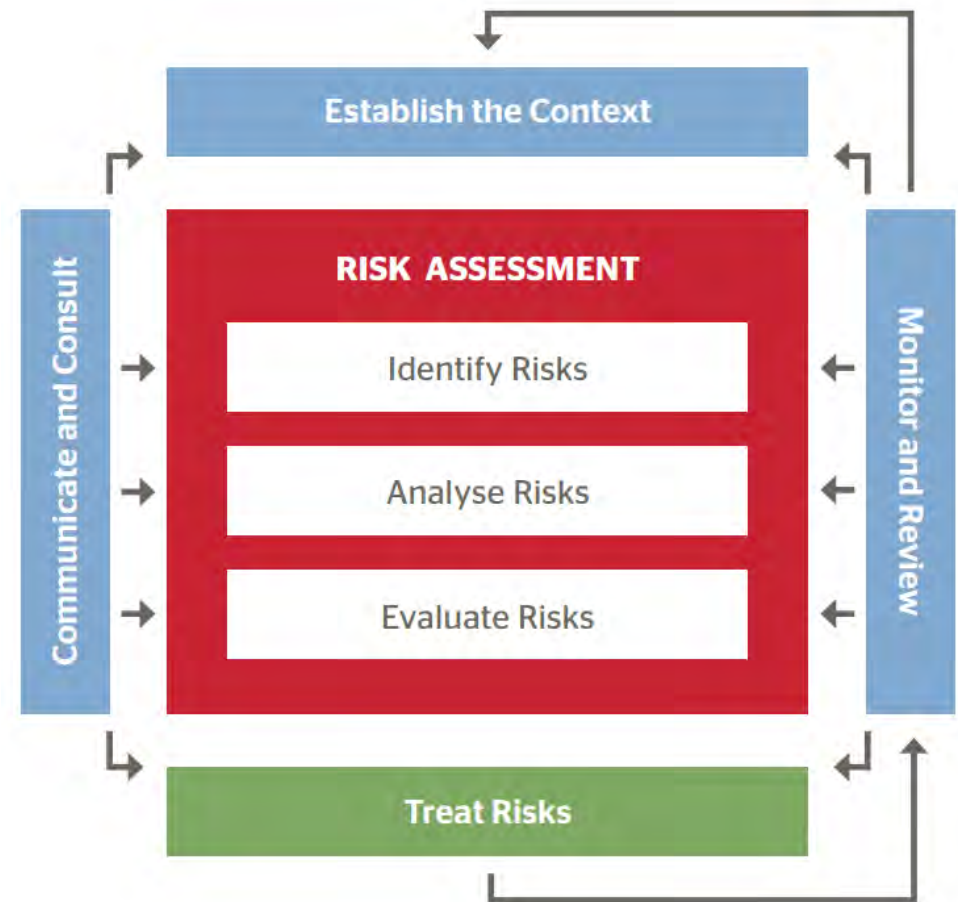 Establish the Context
Communicate and Consult
RISK ASSESSMENT
Identify Risks
Analyse Risks
Evaluate Risks
Monitor and Review
Treat Risks